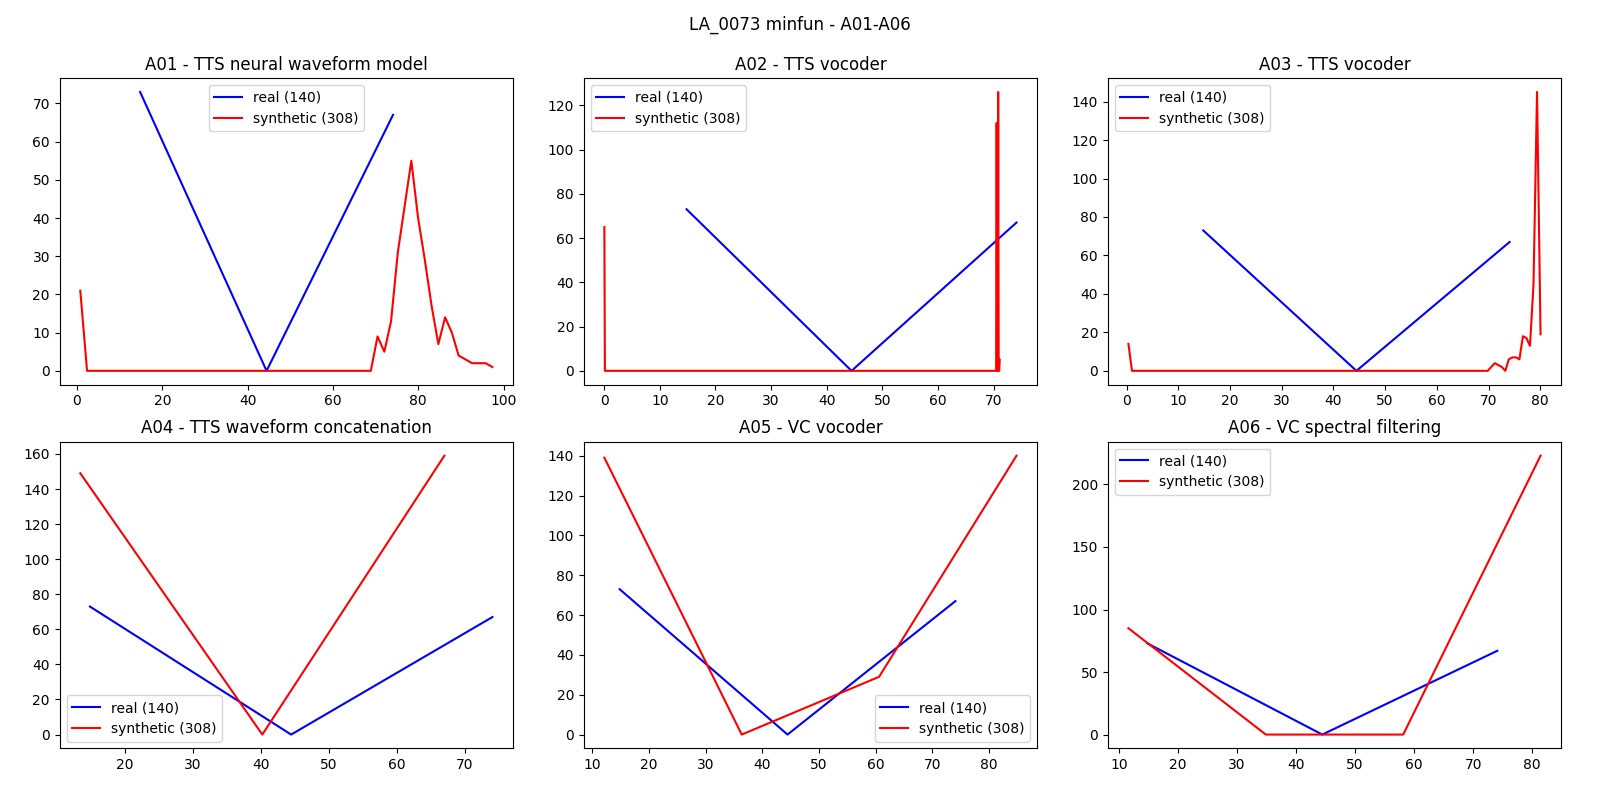 LA_0073 minfun - A01-A06
A01 - TTS neural waveform model
real (140)
synthetic (308)
70
60
50
40
30
20
10
0
0 20 40 60 80 100
A02 - TTS vocoder
real (140)
synthetic (308)
120
100
80
60
40
20
0
0 10 20 30 40 50 60 70
A03 - TTS vocoder
real (140)
synthetic (308)
140
120
100
80
60
40
20
0
0 10 20 30 40 50 60 70 80
A04 - TTS waveform concatenation
160
140
120
100
80
60
40
20
0
real (140)
synthetic (308)
20 30 40 50 60 70
A05 - VC vocoder
140
120
100
80
60
40
20
0
real (140)
synthetic (308)
10 20 30 40 50 60 70 80
A06 - VC spectral filtering
real (140)
synthetic (308)
200
150
100
50
0
10 20 30 40 50 60 70 80